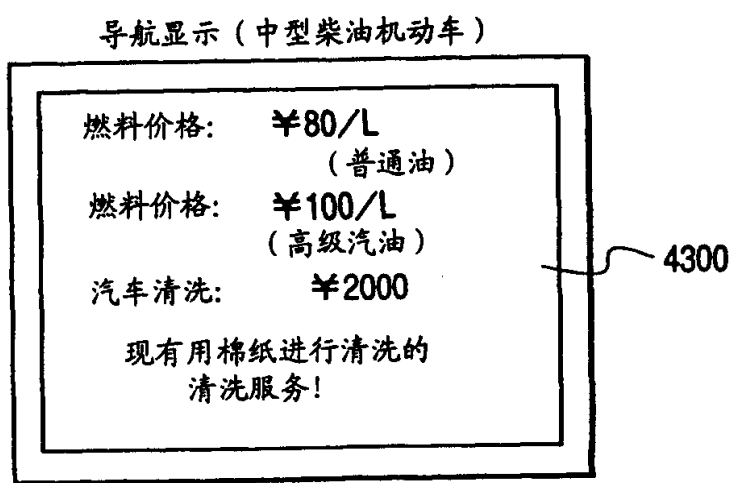 导航显示(中型柴油机动车)
燃料价格: ¥80/L
(普通油)
燃料价格: ¥100/L
(高级汽油)
4300
汽车清洗: ¥2000
现有用棉纸进行清洗的
清洗服务!